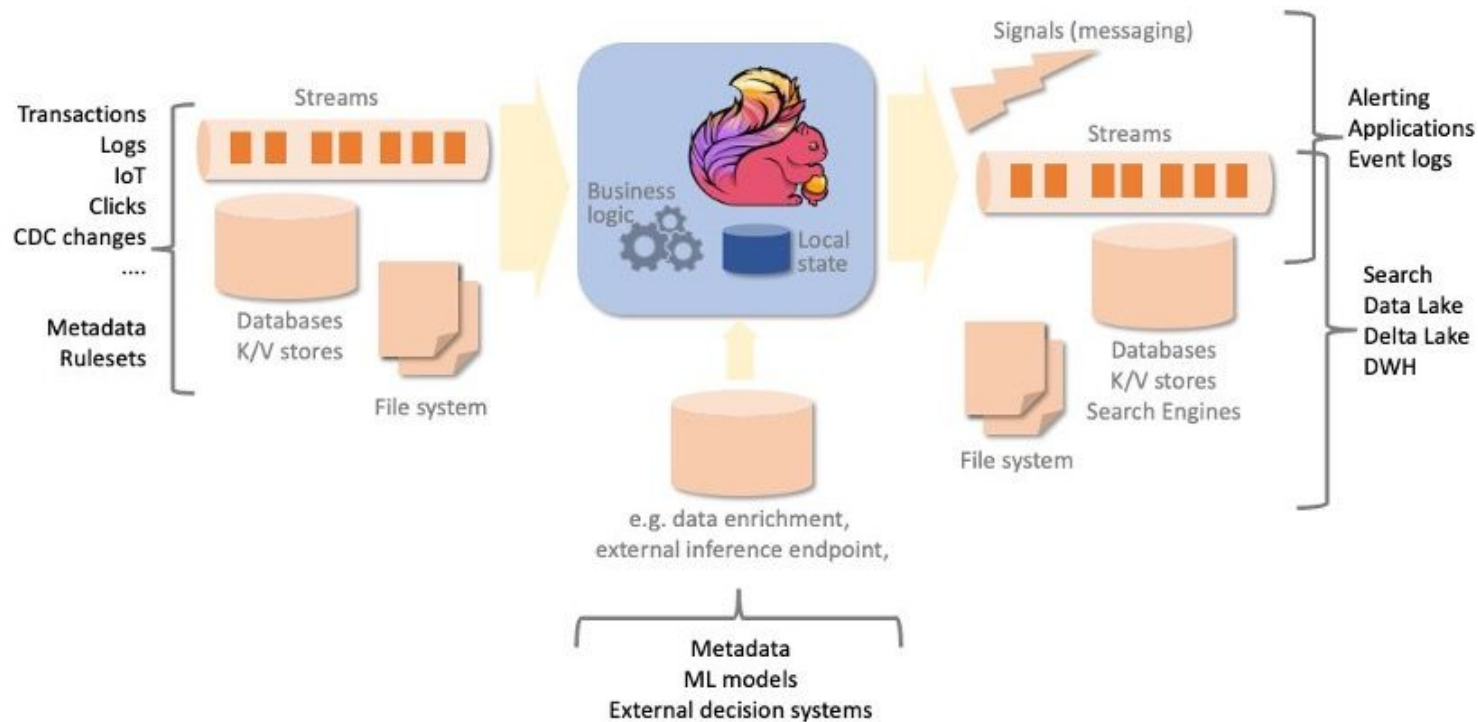 Transactions
Logs
IoT
Clicks
CDC changes
....
Metadata
Rulesets
Streams
Databases
K/V stores
File system
Business
logic
Local
state
e.g. data enrichment,
external inference endpoint,
Metadata
ML models
External decision systems
Signals (messaging)
Streams
Databases
K/V stores
Search Engines
File system
Alerting
Applications
Event logs
Search
Data Lake
Delta Lake
DWH